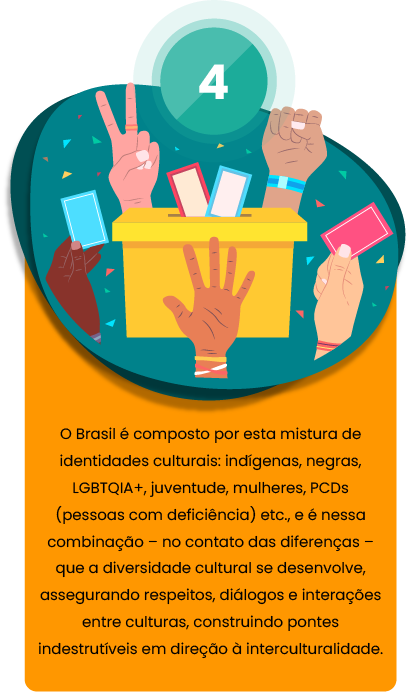 4
O Brasil é composto por esta mistura de
identidades culturais: indígenas, negras,
LGBTQIA+, juventude, mulheres, PCDs
(pessoas com deficiência) etc., e é nessa
combinação – no contato das diferenças –
que a diversidade cultural se desenvolve,
assegurando respeitos, diálogos e interações
entre culturas, construindo pontes
indestrutíveis em direção à interculturalidade.